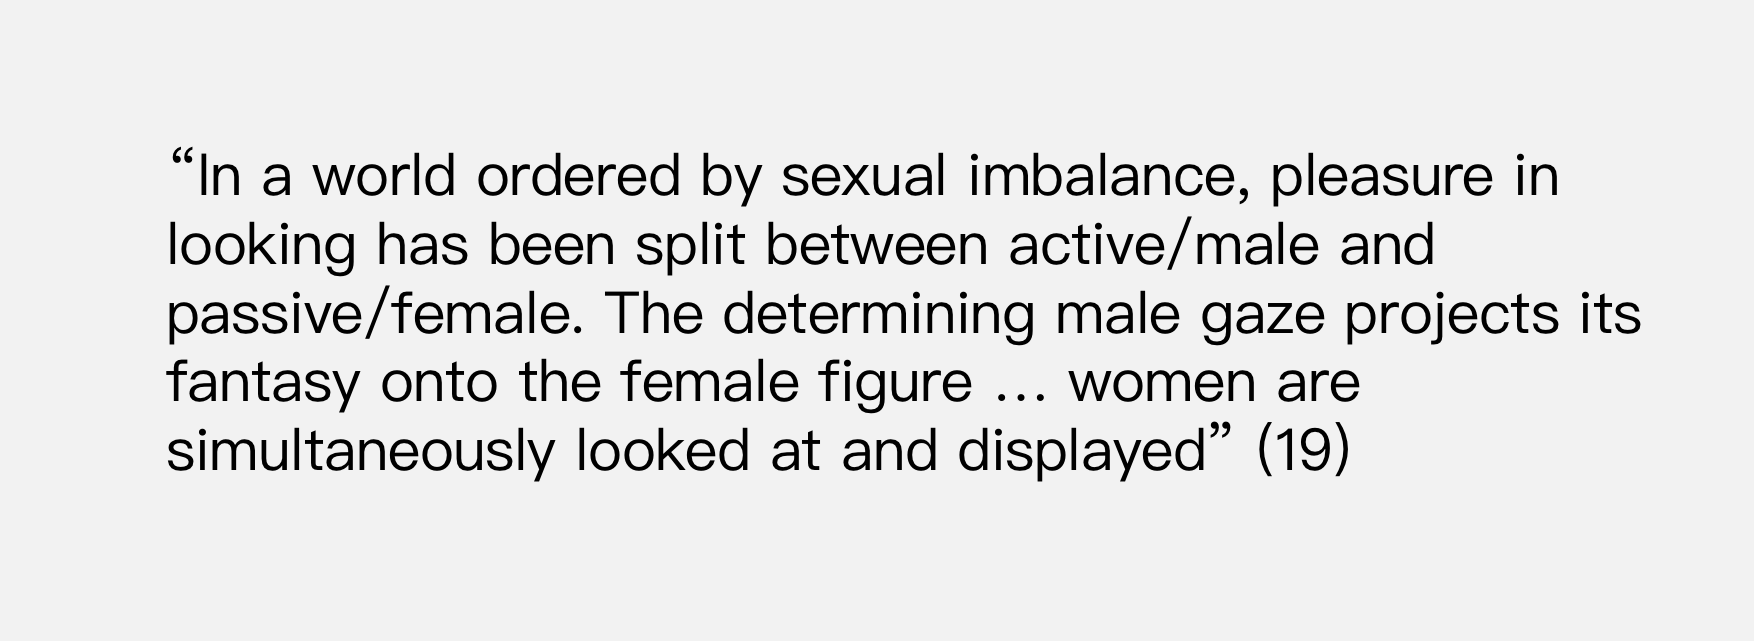 “In a world ordered by sexual imbalance, pleasure in
looking has been split between active/male and
passive/female. The determining male gaze projects its
fantasy onto the female figure … women are
simultaneously looked at and displayed” (19)